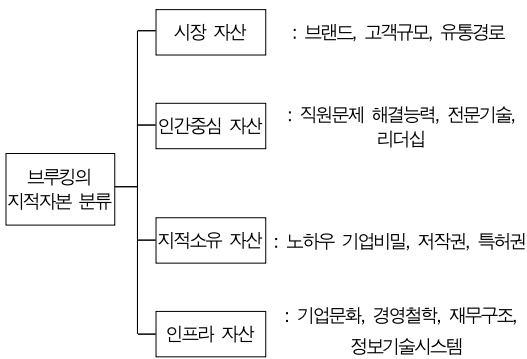 시장 자산 : 브랜드, 고객규모, 유통경로
인간중심 자산 : 직원문제 해결능력, 전문기술,
리더십
브루킹의
지적자본 분류
지적소유 자산 : 노하우 기업비밀, 저작권, 특허권
인프라 자산 : 기업문화, 경영철학, 재무구조,
정보기술시스템